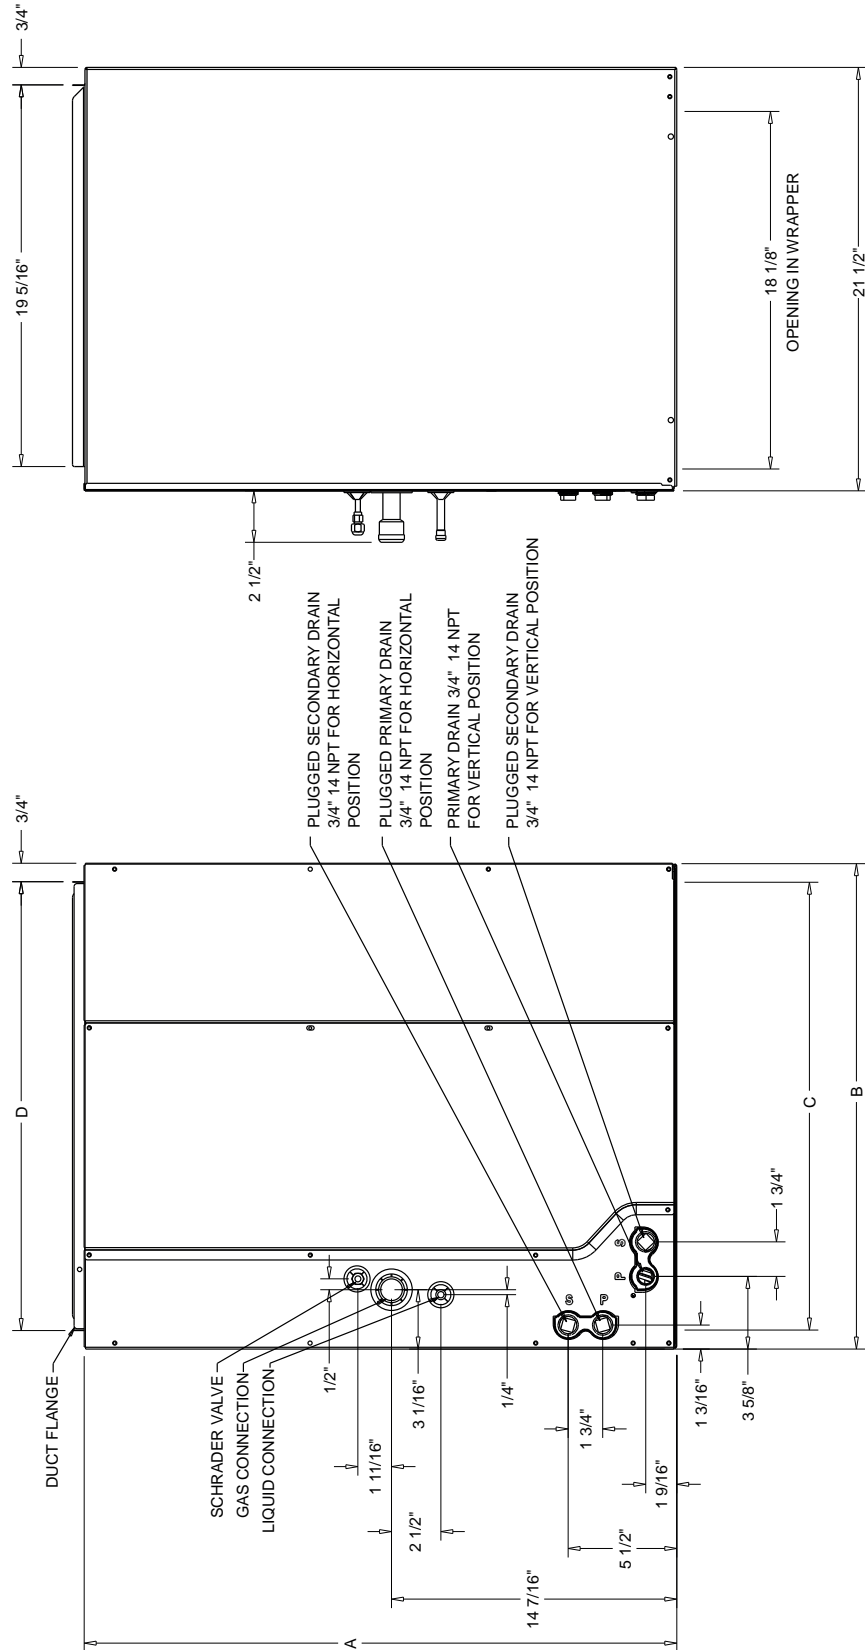 3/4"
19 5/16"
18 1/8"
OPENING IN WRAPPER
21 1/2"
2 1/2"
PLUGGED SECONDARY DRAIN
3/4" 14 NPT FOR HORIZONTAL
POSITION
PLUGGED PRIMARY DRAIN
3/4" 14 NPT FOR HORIZONTAL
POSITION
PRIMARY DRAIN 3/4" 14 NPT
FOR VERTICAL POSITION
PLUGGED SECONDARY DRAIN
3/4" 14 NPT FOR VERTICAL POSITION
3/4"
D
C
B
DUCT FLANGE
SCHRADER VALVE
GAS CONNECTION
LIQUID CONNECTION
1/2"
3 1/16"
1/4"
S
P
P
S
1 3/4"
1 11/16"
2 1/2"
1 3/4"
1 3/16"
3 5/8"
1 9/16"
5 1/2"
14 7/16"
A